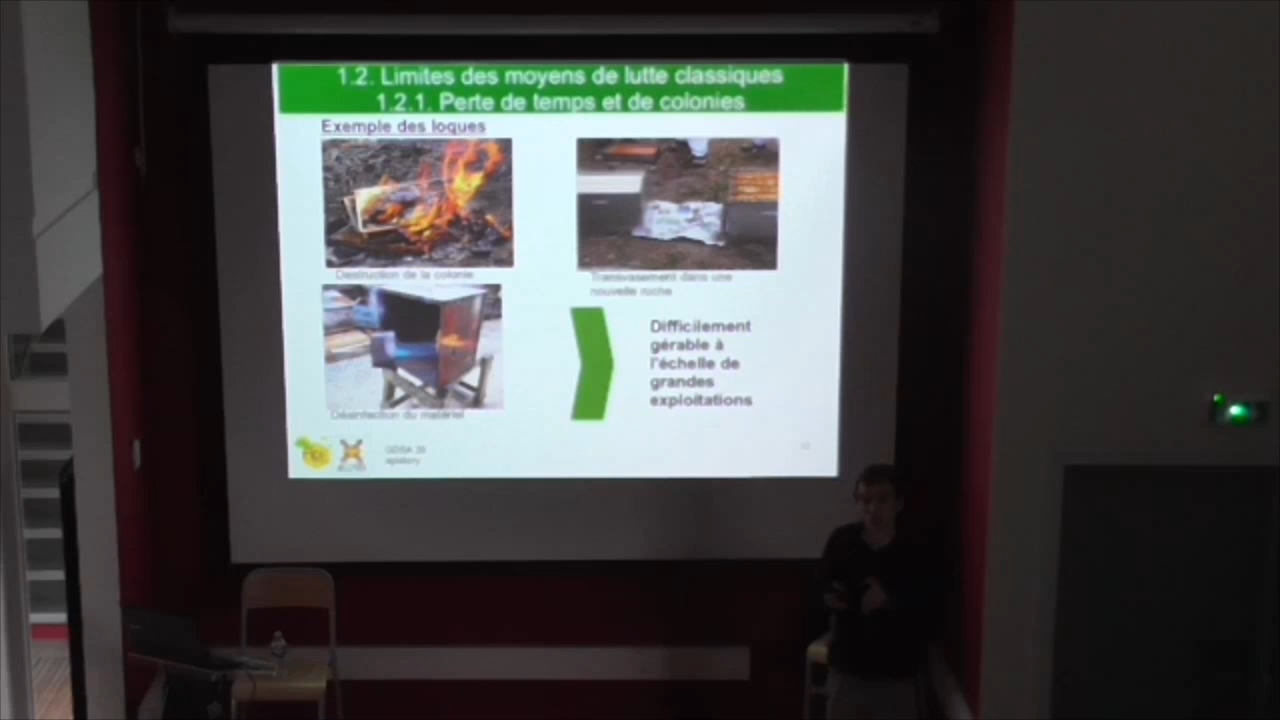 1.2. Limites des moyens de lutte classiques
1.2.1. Perte de temps et de colonies
Exemple des loques
Destruction de la colonie
Transvasement dans une
nouvelle ruche
Désinfection du matériel
Difficilement
gérable à
l'échelle de
grandes
exploitations